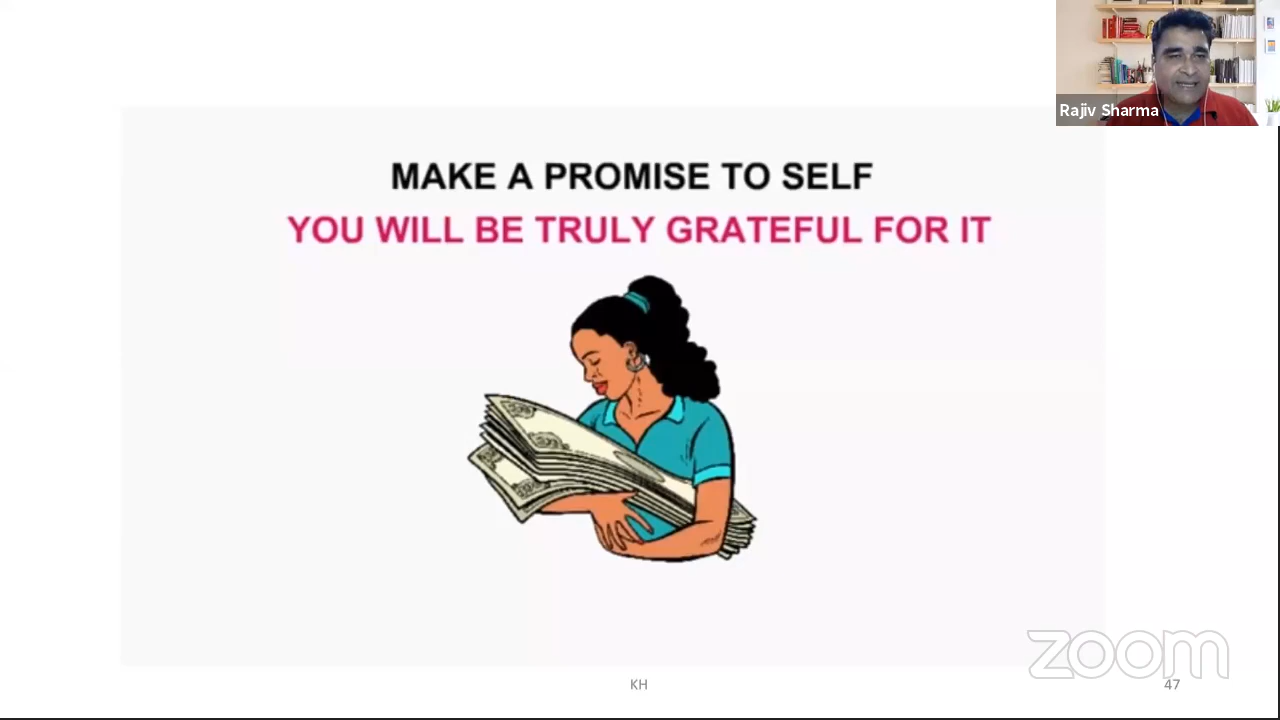 Rajiv Sharma
MAKE A PROMISE TO SELF
YOU WILL BE TRULY GRATEFUL FOR IT
zoom
KH
47